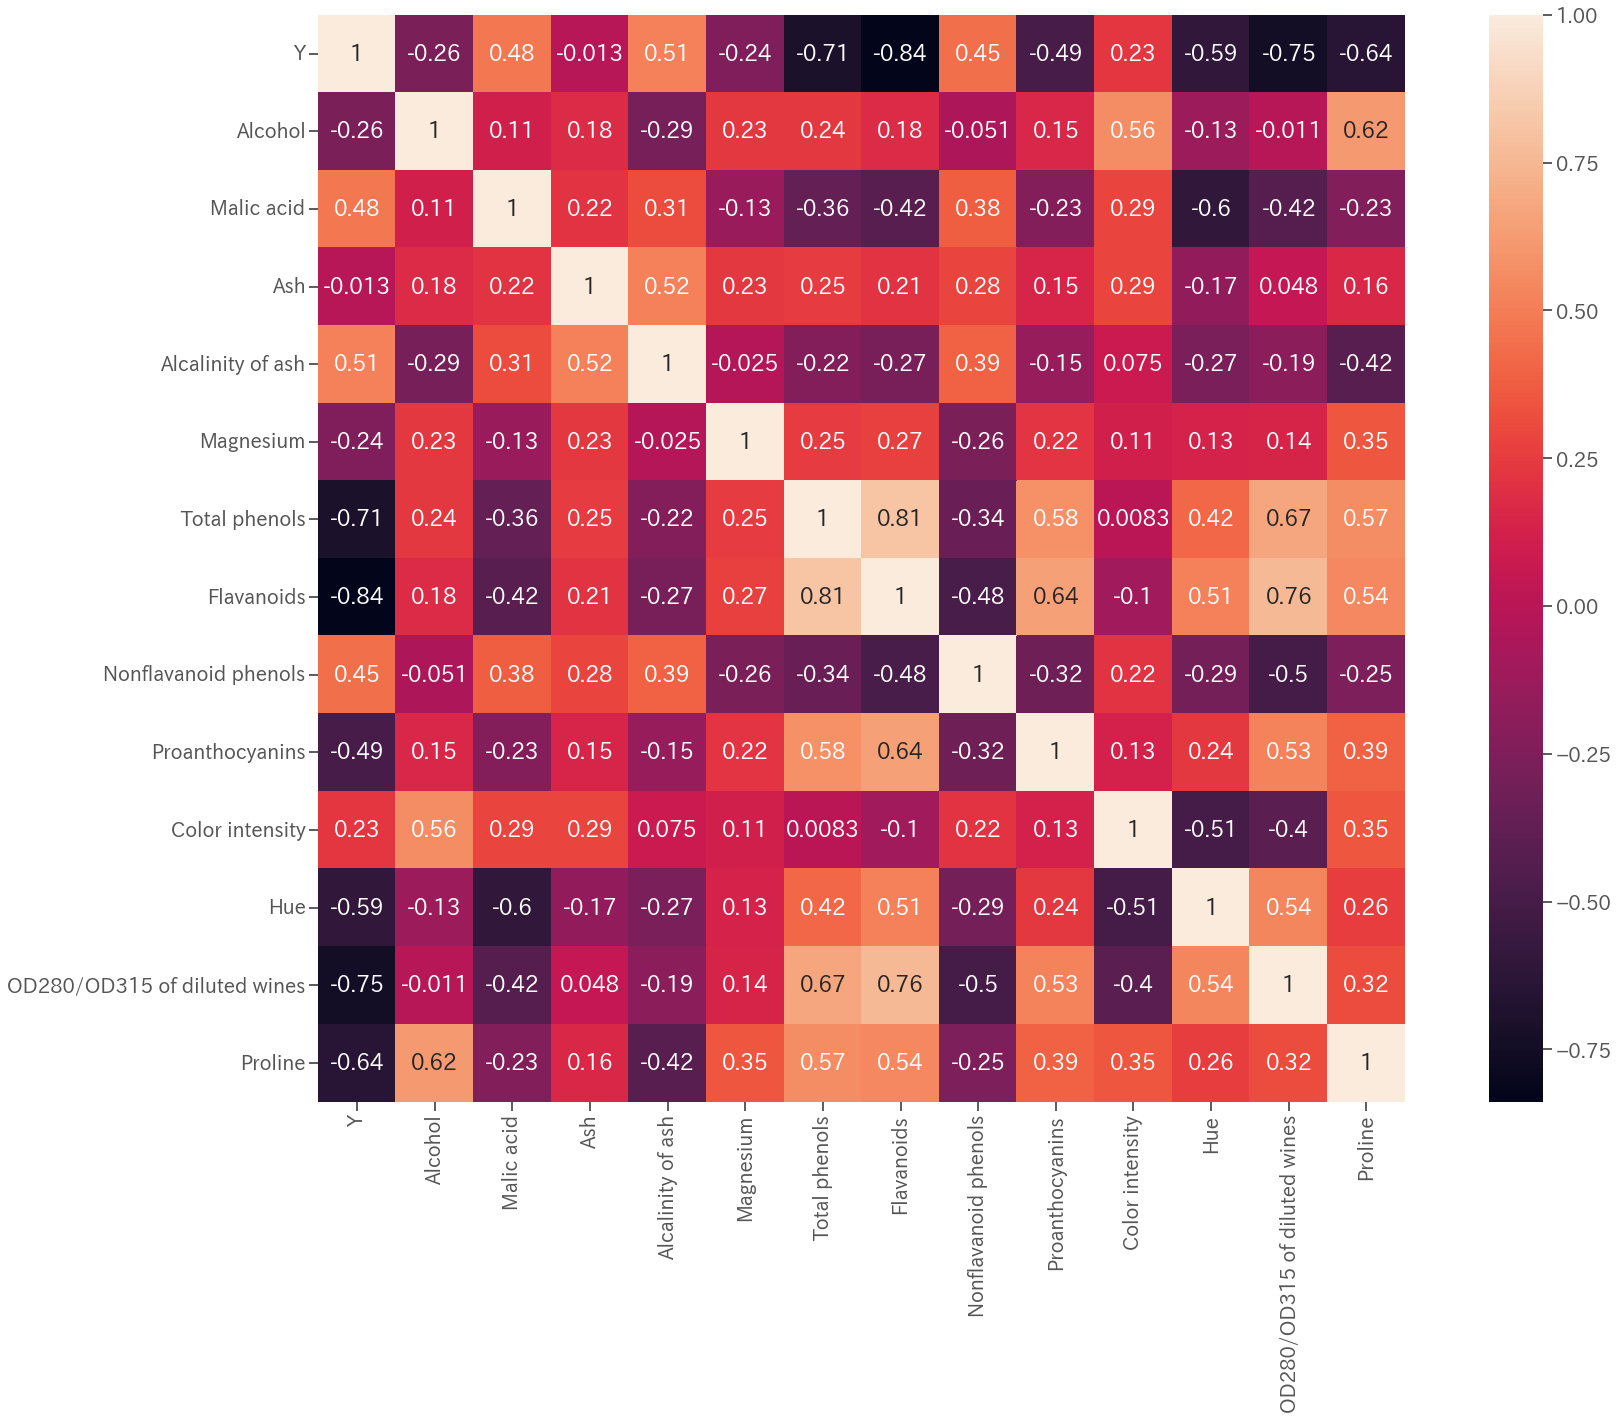 Y 1 -0.26 0.48 -0.013 0.51 -0.24 -0.71 -0.84 0.45 -0.49 0.23 -0.59 -0.75 -0.64
Alcohol -0.26 1 0.11 0.18 -0.29 0.23 0.24 0.18 -0.051 0.15 0.56 -0.13 -0.011 0.62
Malic acid 0.48 0.11 1 0.22 0.31 -0.13 -0.36 -0.42 0.38 -0.23 0.29 -0.6 -0.42 -0.23
Ash -0.013 0.18 0.22 1 0.52 0.23 0.25 0.21 0.28 0.15 0.29 -0.17 0.048 0.16
Alcalinity of ash 0.51 -0.29 0.31 0.52 1 -0.025 -0.22 -0.27 0.39 -0.15 0.075 -0.27 -0.19 -0.42
Magnesium -0.24 0.23 -0.13 0.23 -0.025 1 0.25 0.27 -0.26 0.22 0.11 0.13 0.14 0.35
Total phenols -0.71 0.24 -0.36 0.25 -0.22 0.25 1 0.81 -0.34 0.58 0.0083 0.42 0.67 0.57
Flavanoids -0.84 0.18 -0.42 0.21 -0.27 0.27 0.81 1 -0.48 0.64 -0.1 0.51 0.76 0.54
Nonflavanoid phenols 0.45 -0.051 0.38 0.28 0.39 -0.26 -0.34 -0.48 1 -0.32 0.22 -0.29 -0.5 -0.25
Proanthocyanins -0.49 0.15 -0.23 0.15 -0.15 0.22 0.58 0.64 -0.32 1 0.13 0.24 0.53 0.39
Color intensity 0.23 0.56 0.29 0.29 0.075 0.11 0.0083 -0.1 0.22 0.13 1 -0.51 -0.4 0.35
Hue -0.59 -0.13 -0.6 -0.17 -0.27 0.13 0.42 0.51 -0.29 0.24 -0.51 1 0.54 0.26
OD280/OD315 of diluted wines -0.75 -0.011 -0.42 0.048 -0.19 0.14 0.67 0.76 -0.5 0.53 -0.4 0.54 1 0.32
Proline -0.64 0.62 -0.23 0.16 -0.42 0.35 0.57 0.54 -0.25 0.39 0.35 0.26 0.32 1
Y
Alcohol
Malic acid
Ash
Alcalinity of ash
Magnesium
Total phenols
Flavanoids
Nonflavanoid phenols
Proanthocyanins
Color intensity
Hue
OD280/OD315 of diluted wines
Proline
1.00
0.75
0.50
0.25
0.00
−0.25
−0.50
−0.75